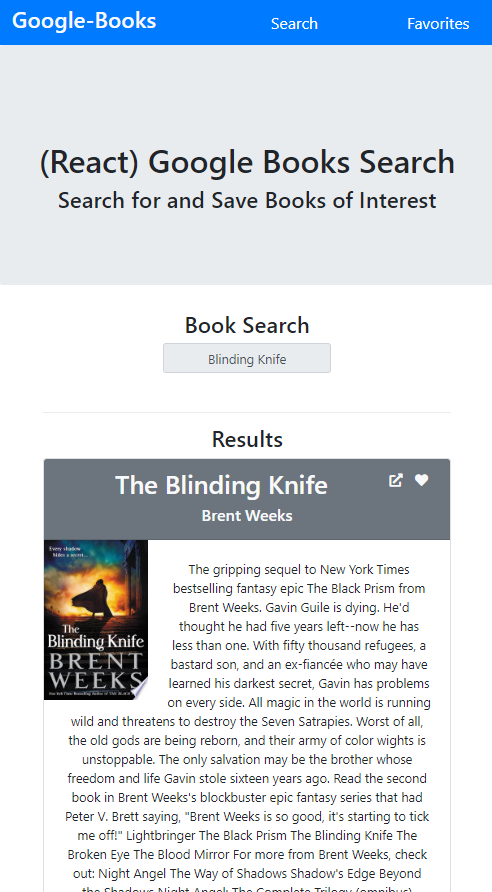 Google-Books Search Favorites
(React) Google Books Search
Search for and Save Books of Interest
Book Search
Blinding Knife
Results
The Blinding Knife
Brent Weeks
Every shadow
hides a secret...
The
Blinding Knife
BRENT
WEEKS
The gripping sequel to New York Times
bestselling fantasy epic The Black Prism from
Brent Weeks. Gavin Guile is dying. He'd
thought he had five years left--now he has
less than one. With fifty thousand refugees, a
bastard son, and an ex-fiancée who may have
learned his darkest secret, Gavin has problems
on every side. All magic in the world is running
wild and threatens to destroy the Seven Satrapies. Worst of all,
the old gods are being reborn, and their army of color wights is
unstoppable. The only salvation may be the brother whose
freedom and life Gavin stole sixteen years ago. Read the second
book in Brent Weeks's blockbuster epic fantasy series that had
Peter V. Brett saying, "Brent Weeks is so good, it's starting to tick
me off!" Lightbringer The Black Prism The Blinding Knife The
Broken Eye The Blood Mirror For more from Brent Weeks, check
out: Night Angel The Way of Shadows Shadow's Edge Beyond
the Shadows Night Angel: The Complete Trilogy (omnibus)